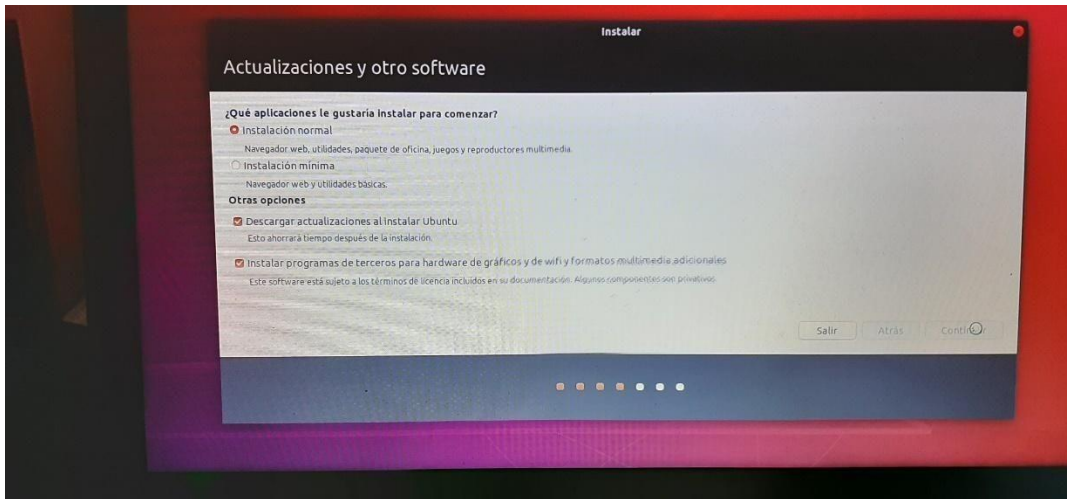 Instalar
Actualizaciones y otro software
¿Qué aplicaciones le gustaría instalar para comenzar?
Instalación normal
Navegador web, utilidades, paquete de oficina, juegos y reproductores multimedia.
Instalación mínima
Navegador web y utilidades básicas.
Otras opciones
Descargar actualizaciones al instalar Ubuntu
Esto ahorrará tiempo después de la instalación.
Instalar programas de terceros para hardware de gráficos y de wifi y formatos multimedia adicionales
Este software está sujeto a los términos de licencia incluidos en su documentación. Algunos componentes son privativos.
Salir Atrás Continuar